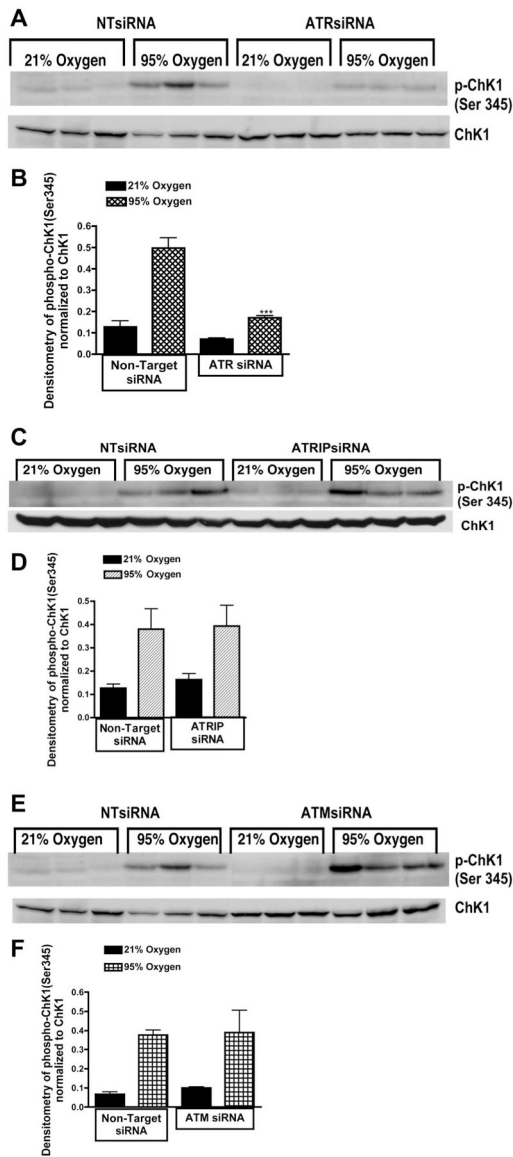 A
NTsiRNA ATRsiRNA
21% Oxygen 95% Oxygen 21% Oxygen 95% Oxygen
p-ChK1
(Ser 345)
ChK1
B
21% Oxygen
95% Oxygen
Densitometry of phospho-ChK1(Ser345)
normalized to ChK1
0.6
0.5
0.4
0.3
0.2
0.1
0.0
***
Non-Target
siRNA
ATR siRNA
C
NTsiRNA ATRIPsiRNA
21% Oxygen 95% Oxygen 21% Oxygen 95% Oxygen
p-ChK1
(Ser 345)
ChK1
D
21% Oxygen
95% Oxygen
Densitometry of phospho-ChK1(Ser345)
normalized to ChK1
0.5
0.4
0.3
0.2
0.1
0.0
Non-Target
siRNA
ATRIP
siRNA
E
NTsiRNA ATMsiRNA
21% Oxygen 95% Oxygen 21% Oxygen 95% Oxygen
p-ChK1
(Ser 345)
ChK1
F
21% Oxygen
95% Oxygen
Densitometry of phospho-ChK1(Ser345)
normalized to ChK1
0.6
0.5
0.4
0.3
0.2
0.1
0.0
Non-Target
siRNA
ATM siRNA